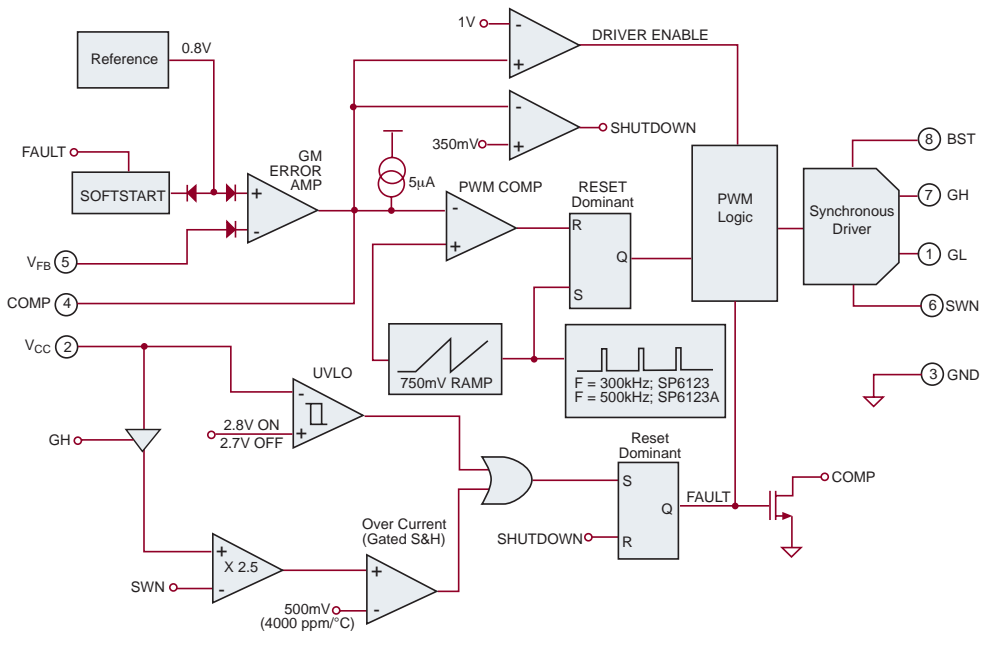 1V
-
+
DRIVER ENABLE
Reference
0.8V
-
+
350mV
SHUTDOWN
FAULT
SOFTSTART
GM
ERROR
AMP
+
-
5µA
PWM COMP
-
+
RESET
Dominant
R
Q
S
PWM
Logic
Synchronous
Driver
8 BST
7 GH
1 GL
6 SWN
3 GND
VFB 5
COMP 4
VCC 2
750mV RAMP
F = 300kHz; SP6123
F = 500kHz; SP6123A
UVLO
-
+
2.8V ON
2.7V OFF
GH
Reset
Dominant
S
Q
R
FAULT
COMP
SHUTDOWN
Over Current
(Gated S&H)
+
X 2.5
-
SWN
+
-
500mV
(4000 ppm/°C)